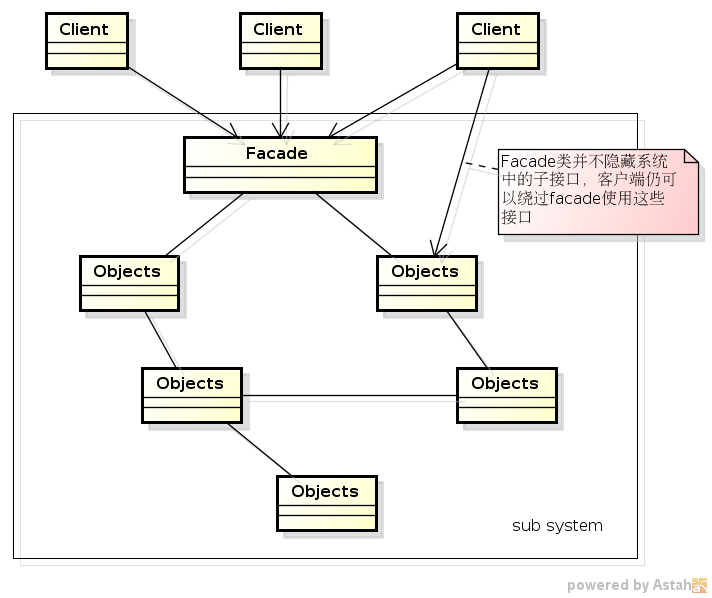 Client
Client
Client
Facade
Facade类并不隐藏系统
中的子接口，客户端仍可
以绕过facade使用这些
接口
Objects
Objects
Objects
Objects
Objects
sub system
powered by Astah